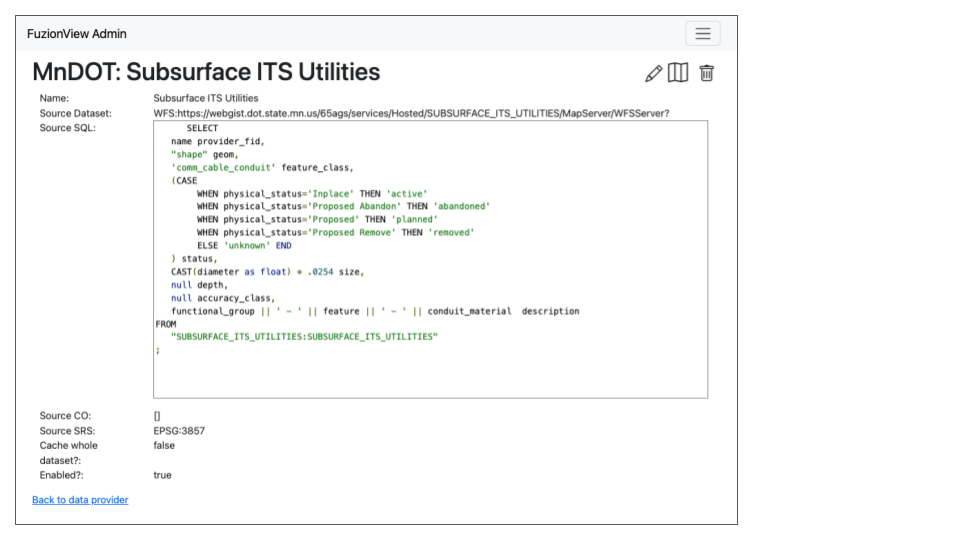 FuzionView Admin
MnDOT: Subsurface ITS Utilities
Name: Subsurface ITS Utilities
Source Dataset: WFS:https://webgist.dot.state.mn.us/65ags/services/Hosted/SUBSURFACE_ITS_UTILITIES/MapServer/WFSServer?
Source SQL:
SELECT
name provider_fid,
"shape" geom,
'comm_cable_conduit' feature_class,
(CASE
WHEN physical_status='Inplace' THEN 'active'
WHEN physical_status='Proposed Abandon' THEN 'abandoned'
WHEN physical_status='Proposed' THEN 'planned'
WHEN physical_status='Proposed Remove' THEN 'removed'
ELSE 'unknown' END
) status,
CAST(diameter as float) * .0254 size,
null depth,
null accuracy_class,
functional_group || ' - ' || feature || ' - ' || conduit_material  description
FROM
"SUBSURFACE_ITS_UTILITIES:SUBSURFACE_ITS_UTILITIES"
;
Source CO: []
Source SRS: EPSG:3857
Cache whole false
dataset?:
Enabled?: true
Back to data provider